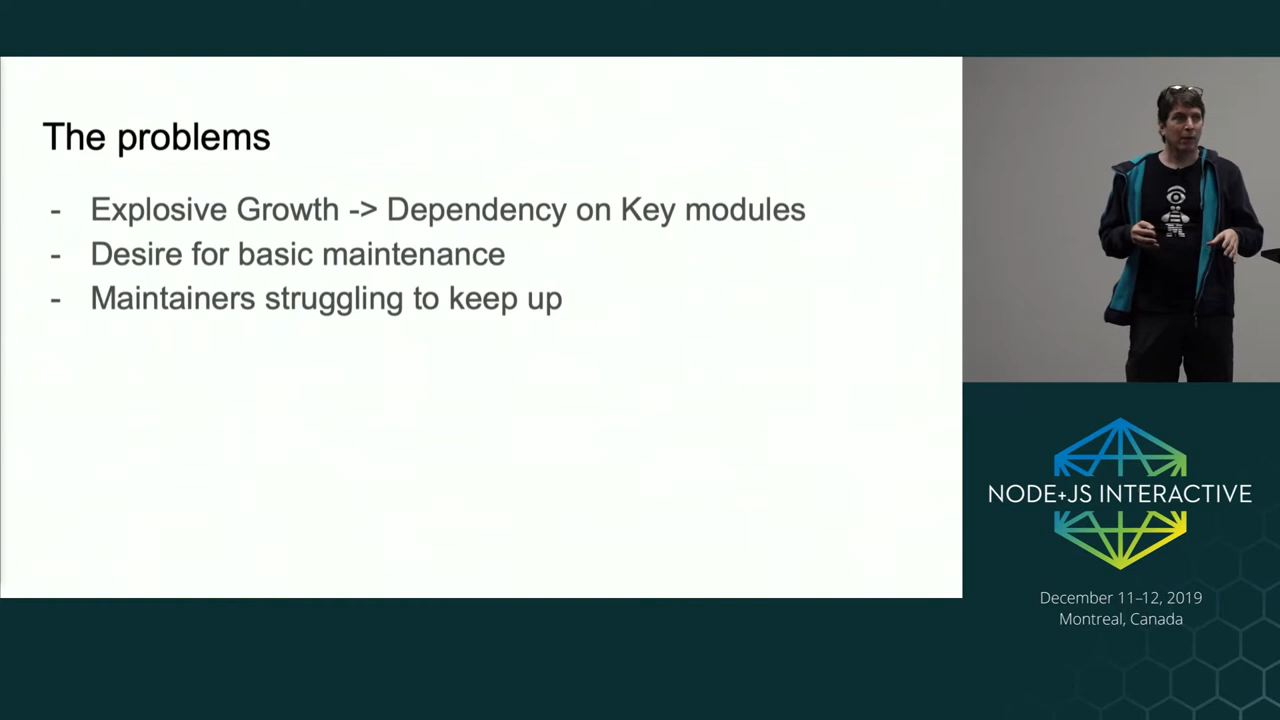 The problems
- Explosive Growth -> Dependency on Key modules
- Desire for basic maintenance
- Maintainers struggling to keep up
NODE+JS INTERACTIVE
December 11–12, 2019
Montreal, Canada